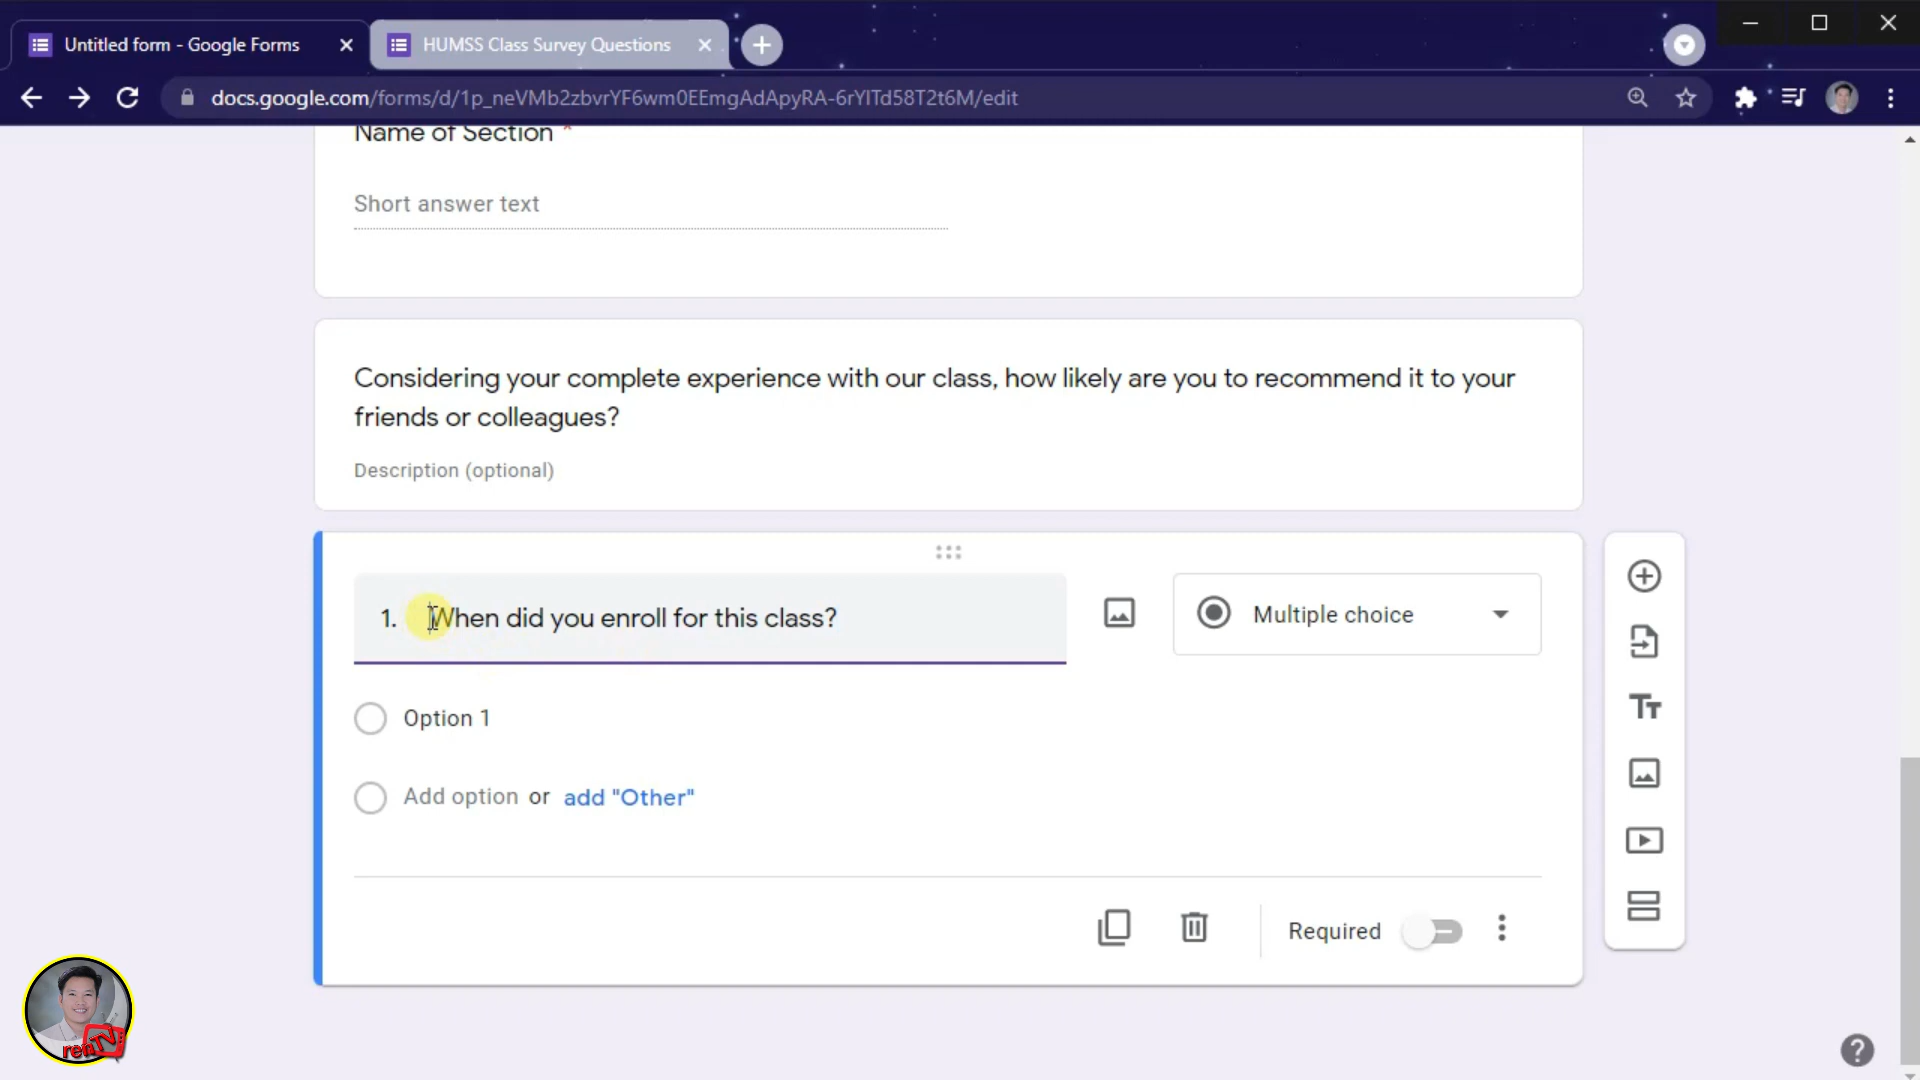 Untitled form - Google Forms
HUMSS Class Survey Questions
docs.google.com/forms/d/1p_neVMb2zbvrYF6wm0EEmgAdApyRA-6rYlTd58T2t6M/edit
Name of Section *
Short answer text
Considering your complete experience with our class, how likely are you to recommend it to your
friends or colleagues?
Description (optional)
1. When did you enroll for this class?
Multiple choice
Option 1
Add option or add "Other"
Required
renTV